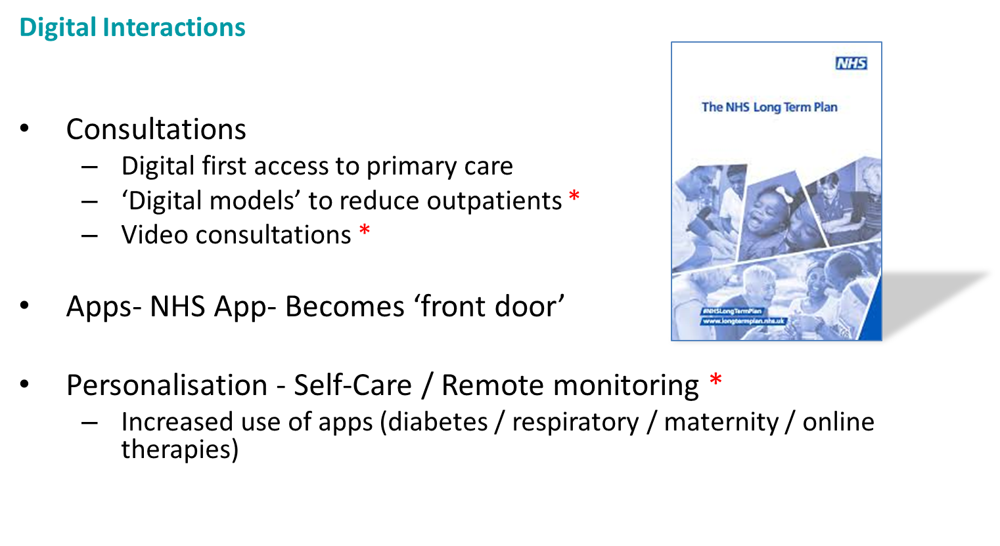 Digital Interactions
NHS
The NHS Long Term Plan
• Consultations
– Digital first access to primary care
– ‘Digital models’ to reduce outpatients *
– Video consultations *
• Apps- NHS App- Becomes ‘front door’
#NHSLongTermPlan
www.longtermplan.nhs.uk
• Personalisation - Self-Care / Remote monitoring *
– Increased use of apps (diabetes / respiratory / maternity / online
therapies)